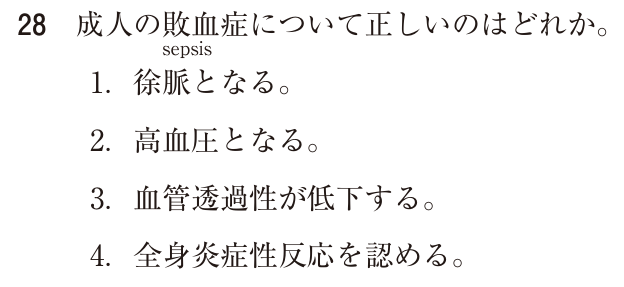 28 成人の敗血症について正しいのはどれか。
sepsis
1. 徐脈となる。
2. 高血圧となる。
3. 血管透過性が低下する。
4. 全身炎症性反応を認める。